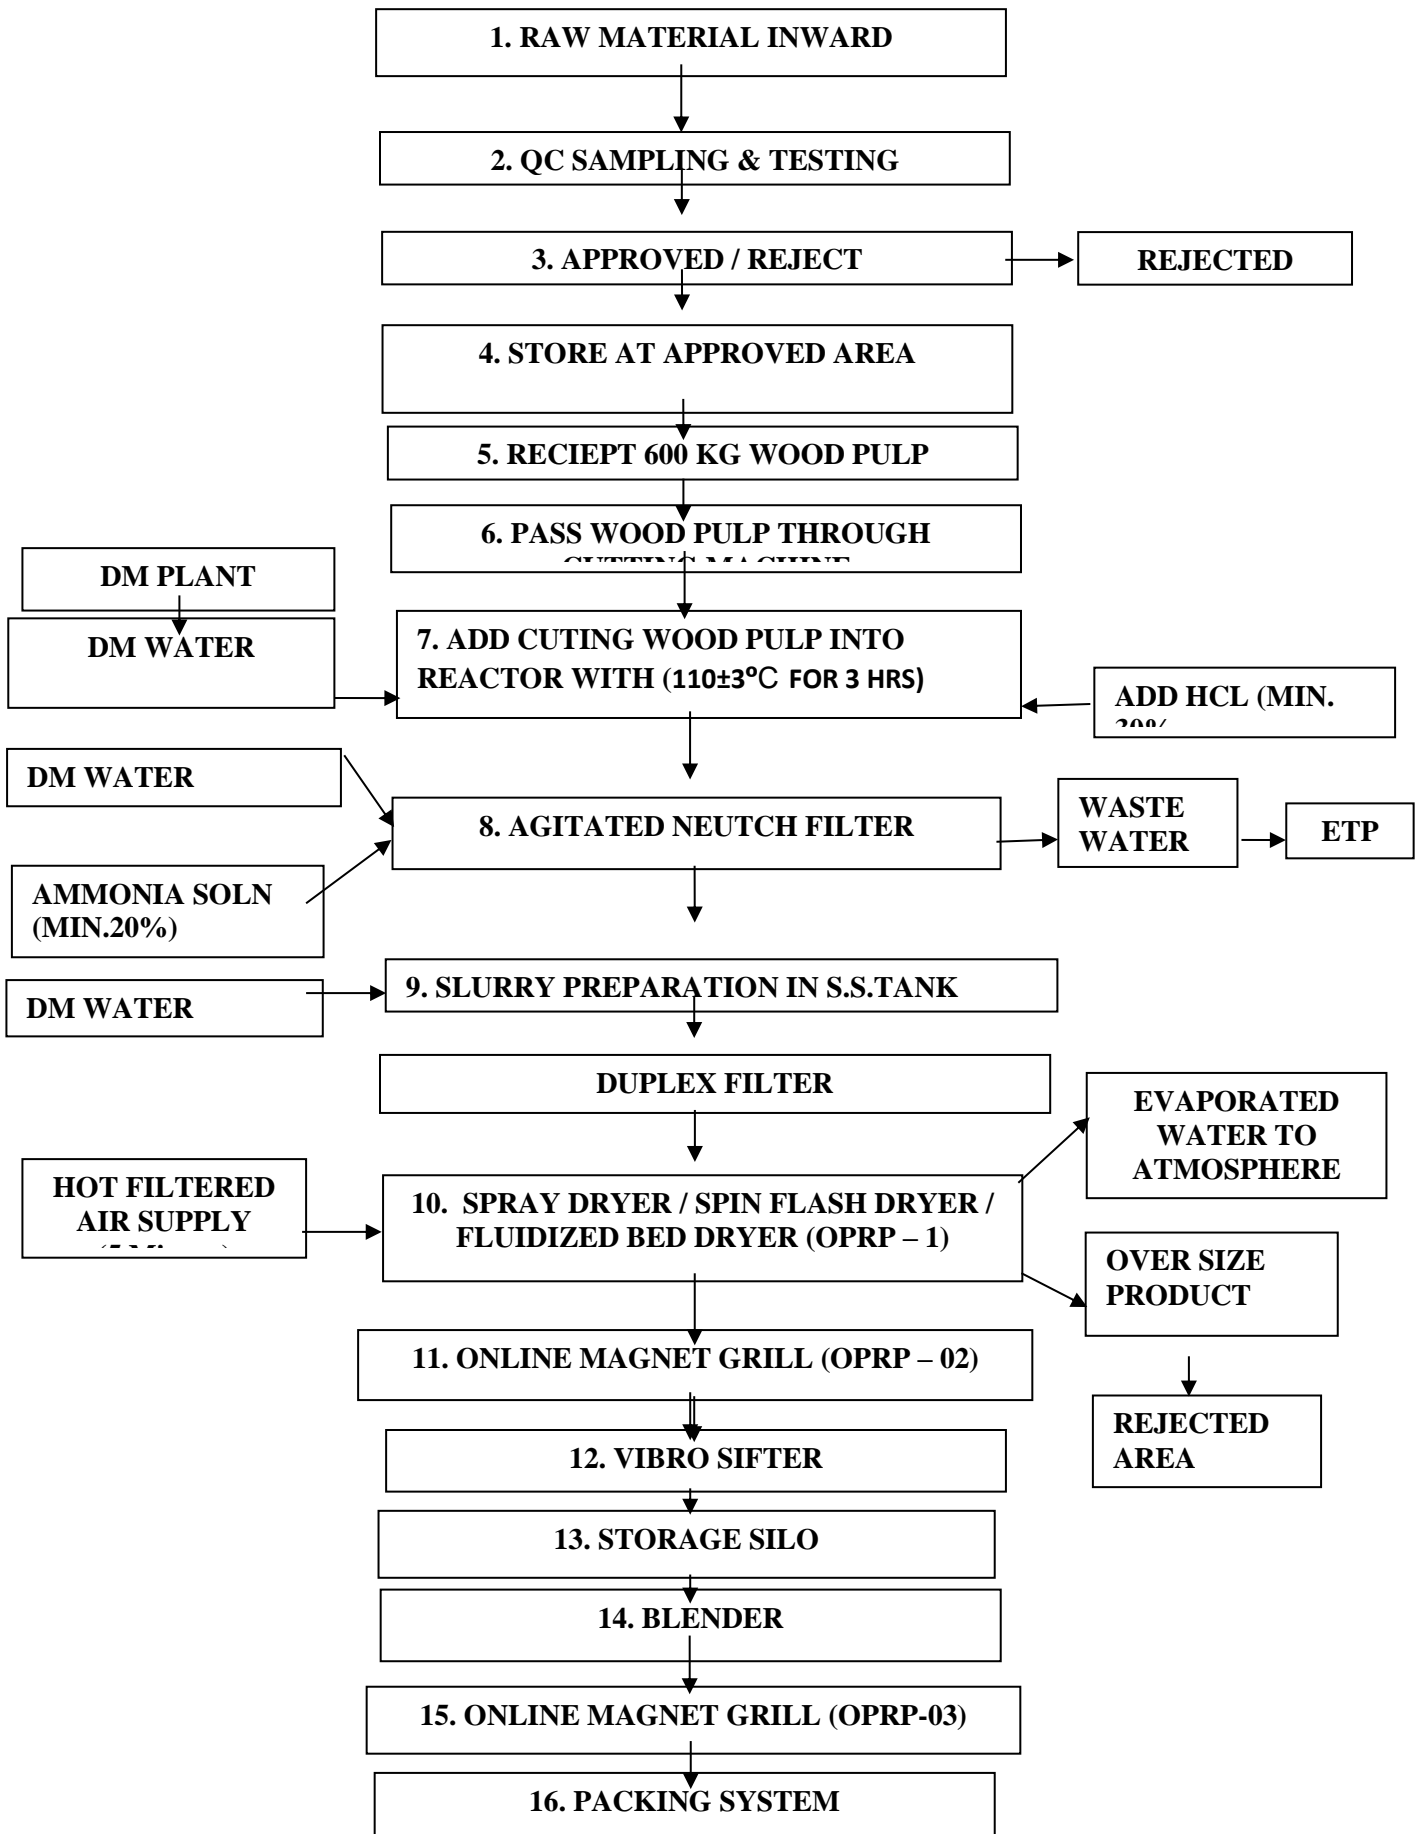 1. RAW MATERIAL INWARD
2. QC SAMPLING & TESTING
3. APPROVED / REJECT
REJECTED
4. STORE AT APPROVED AREA
5. RECIEPT 600 KG WOOD PULP
6. PASS WOOD PULP THROUGH
CUTTING MACHINE
DM PLANT
DM WATER
7. ADD CUTING WOOD PULP INTO
REACTOR WITH (110±3⁰C FOR 3 HRS)
ADD HCL (MIN.
30%
DM WATER
8. AGITATED NEUTCH FILTER
WASTE
WATER
ETP
AMMONIA SOLN
(MIN.20%)
DM WATER
9. SLURRY PREPARATION IN S.S.TANK
DUPLEX FILTER
EVAPORATED
WATER TO
ATMOSPHERE
HOT FILTERED
AIR SUPPLY
10. SPRAY DRYER / SPIN FLASH DRYER /
FLUIDIZED BED DRYER (OPRP – 1)
OVER SIZE
PRODUCT
11. ONLINE MAGNET GRILL (OPRP – 02)
REJECTED
AREA
12. VIBRO SIFTER
13. STORAGE SILO
14. BLENDER
15. ONLINE MAGNET GRILL (OPRP-03)
16. PACKING SYSTEM